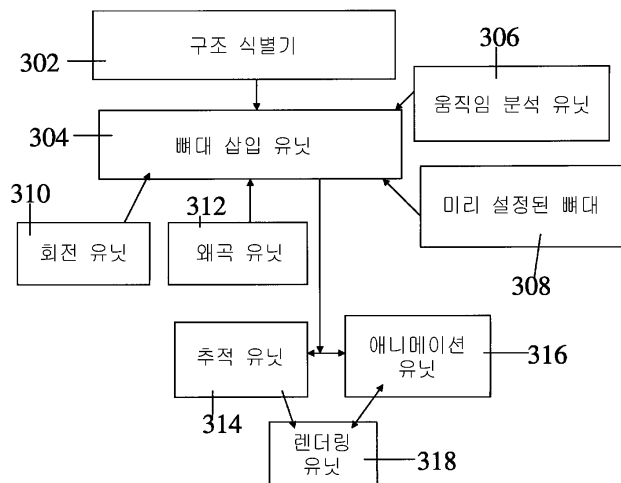 구조 식별기
302
306
움직임 분석 유닛
304
뼈대 삽입 유닛
310
312
미리 설정된 뼈대
회전 유닛
왜곡 유닛
308
추적 유닛
애니메이션
유닛
316
314
렌더링
유닛
318